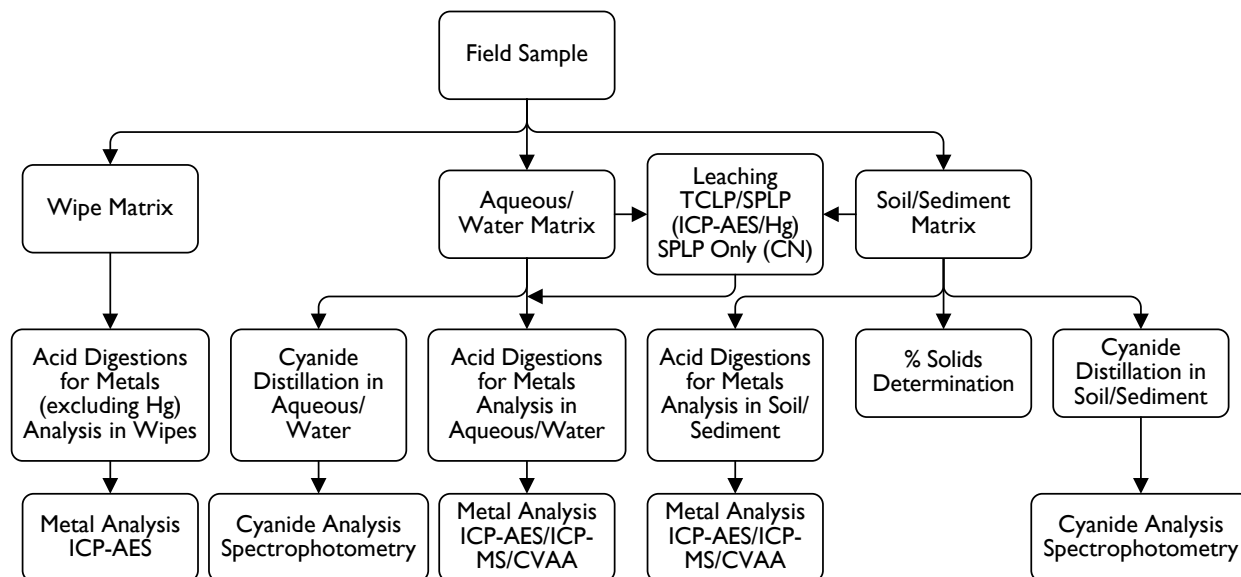 Field Sample
Wipe Matrix
Aqueous/
Water Matrix
Leaching
TCLP/SPLP
(ICP-AES/Hg)
SPLP Only (CN)
Soil/Sediment
Matrix
Acid Digestions
for Metals
(excluding Hg)
Analysis in Wipes
Cyanide
Distillation in
Aqueous/
Water
Acid Digestions
for Metals
Analysis in
Aqueous/Water
Acid Digestions
for Metals
Analysis in Soil/
Sediment
% Solids
Determination
Cyanide
Distillation in
Soil/Sediment
Metal Analysis
ICP-AES
Cyanide Analysis
Spectrophotometry
Metal Analysis
ICP-AES/ICP-
MS/CVAA
Metal Analysis
ICP-AES/ICP-
MS/CVAA
Cyanide Analysis
Spectrophotometry